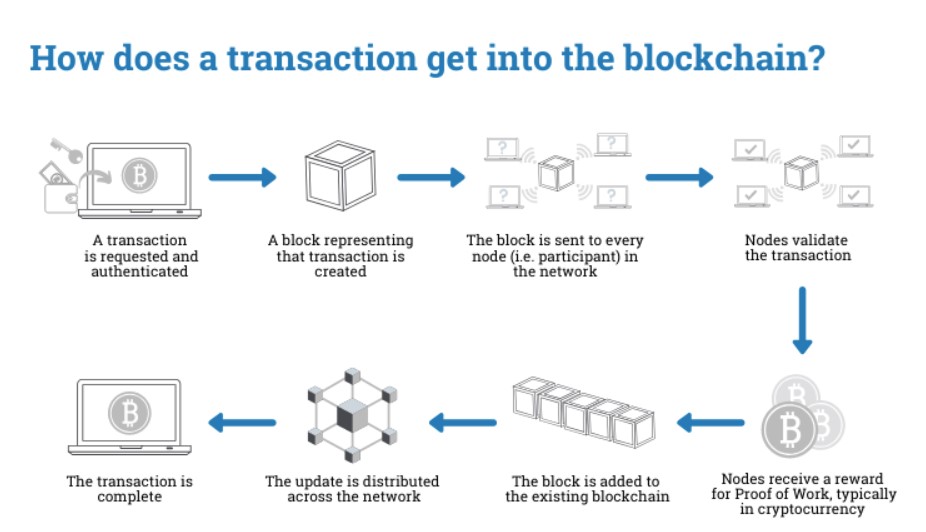 How does a transaction get into the blockchain?
A transaction
is requested and
authenticated
A block representing
that transaction is
created
The block is sent to every
node (i.e. participant) in
the network
Nodes validate
the transaction
Nodes receive a reward
for Proof of Work, typically
in cryptocurrency
The block is added to
the existing blockchain
The update is distributed
across the network
The transaction is
complete